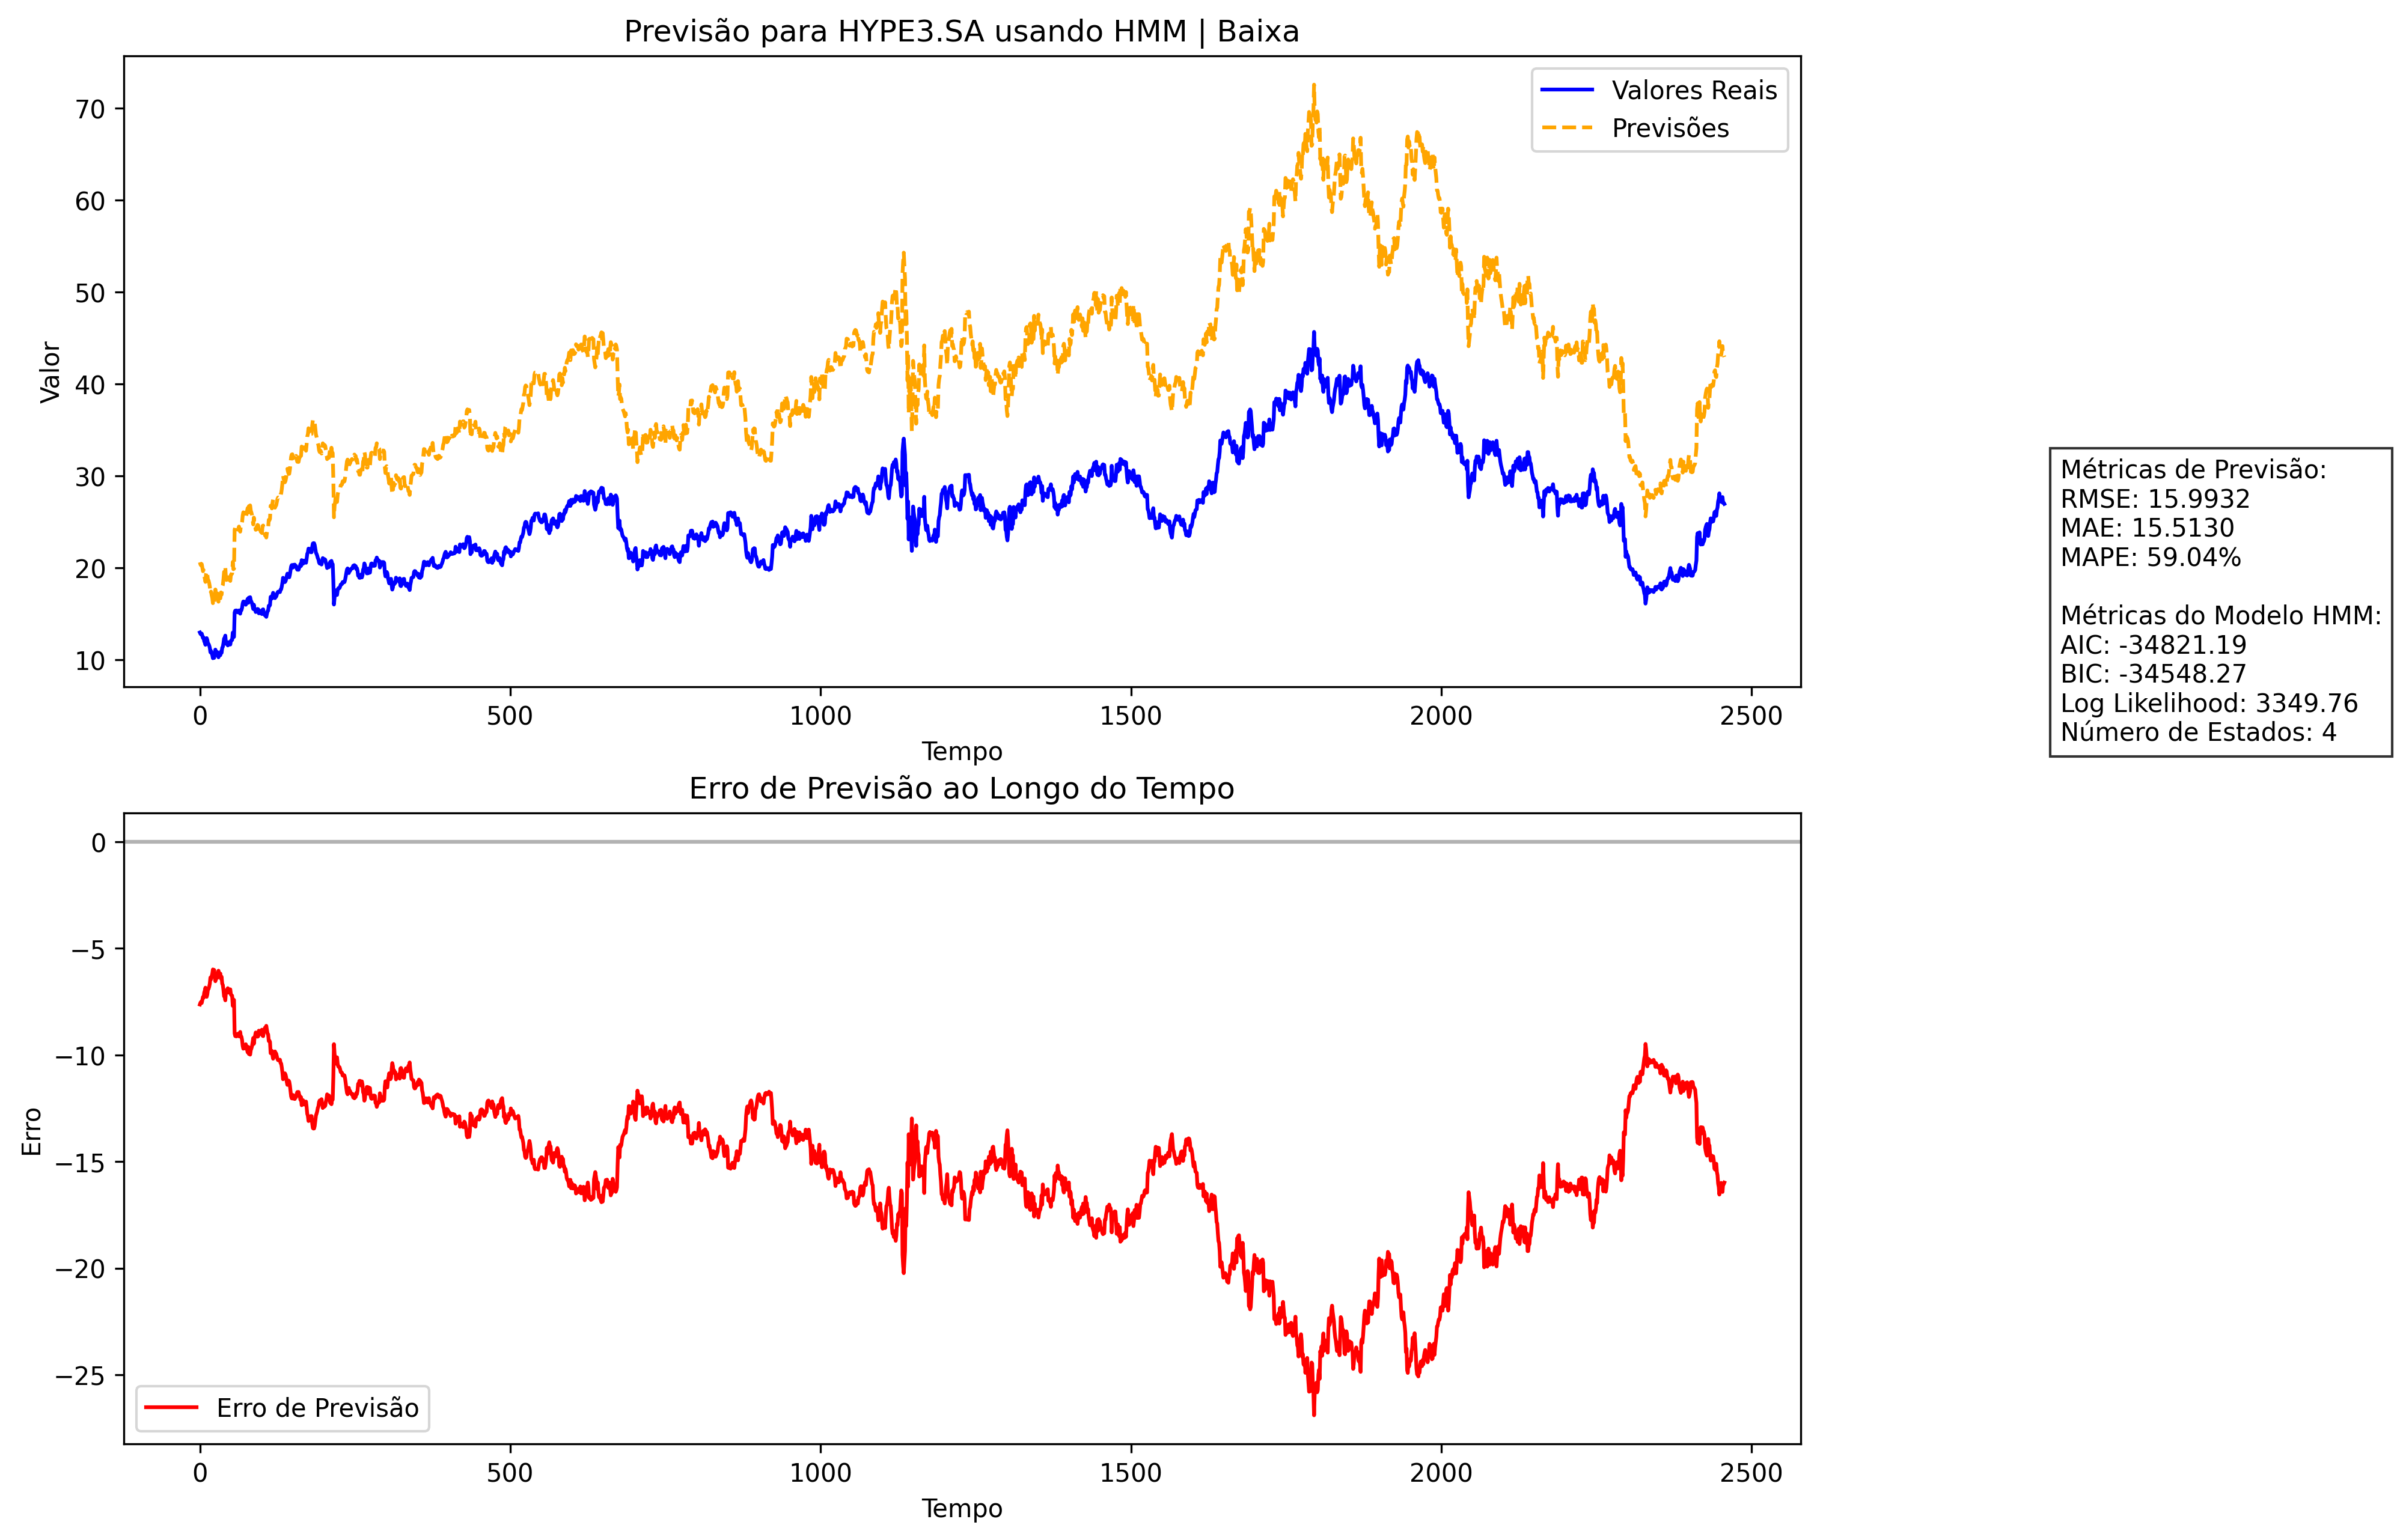 Previsão para HYPE3.SA usando HMM | Baixa
Valores Reais
Previsões
Valor
70
60
50
40
30
20
10
0
500
1000
1500
2000
2500
Tempo
Métricas de Previsão:
RMSE: 15.9932
MAE: 15.5130
MAPE: 59.04%
Métricas do Modelo HMM:
AIC: -34821.19
BIC: -34548.27
Log Likelihood: 3349.76
Número de Estados: 4
Erro de Previsão ao Longo do Tempo
Erro
0
−5
−10
−15
−20
−25
Erro de Previsão
0
500
1000
1500
2000
2500
Tempo